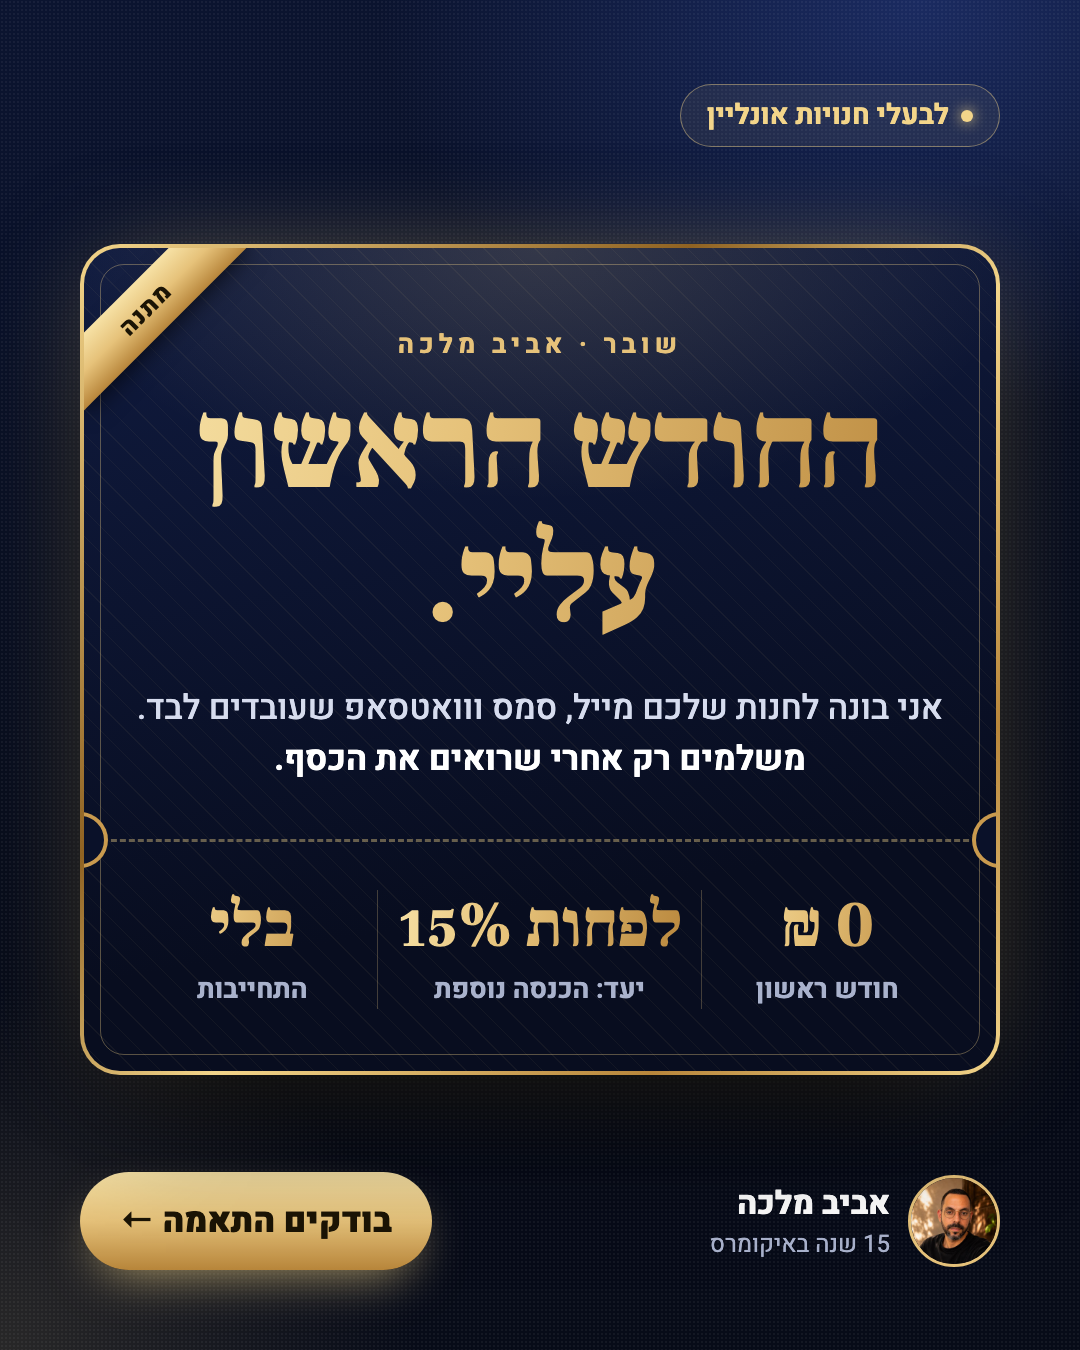 לבעלי חנויות אונליין
מתנה
שובר · אביב מלכה
החודש הראשון
עליי.
אני בונה לחנות שלכם מייל, סמס וווואטסאפ שעובדים לבד.
משלמים רק אחרי שרואים את הכסף.
0 ₪
חודש ראשון
לפחות 15%
יעד: הכנסה נוספת
בלי
התחייבות
אביב מלכה
15 שנה באיקומרס
בודקים התאמה ←